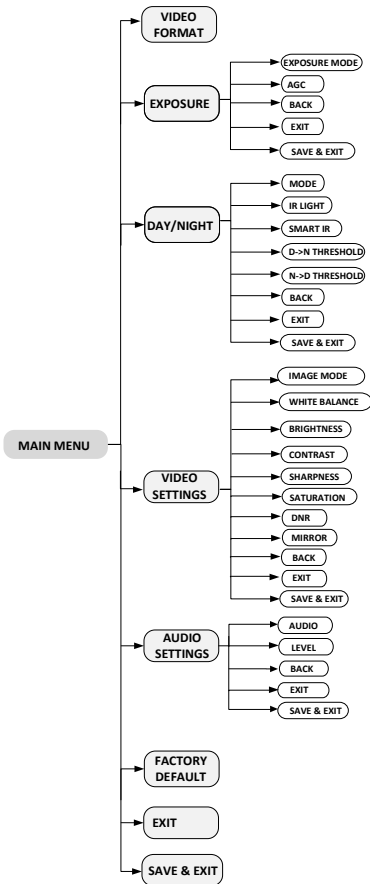 VIDEO
FORMAT
EXPOSURE
EXPOSURE MODE
AGC
BACK
EXIT
SAVE & EXIT
DAY/NIGHT
MODE
IR LIGHT
SMART IR
D->N THRESHOLD
N->D THRESHOLD
BACK
EXIT
SAVE & EXIT
MAIN MENU
VIDEO
SETTINGS
IMAGE MODE
WHITE BALANCE
BRIGHTNESS
CONTRAST
SHARPNESS
SATURATION
DNR
MIRROR
BACK
EXIT
SAVE & EXIT
AUDIO
SETTINGS
AUDIO
LEVEL
BACK
EXIT
SAVE & EXIT
FACTORY
DEFAULT
EXIT
SAVE & EXIT